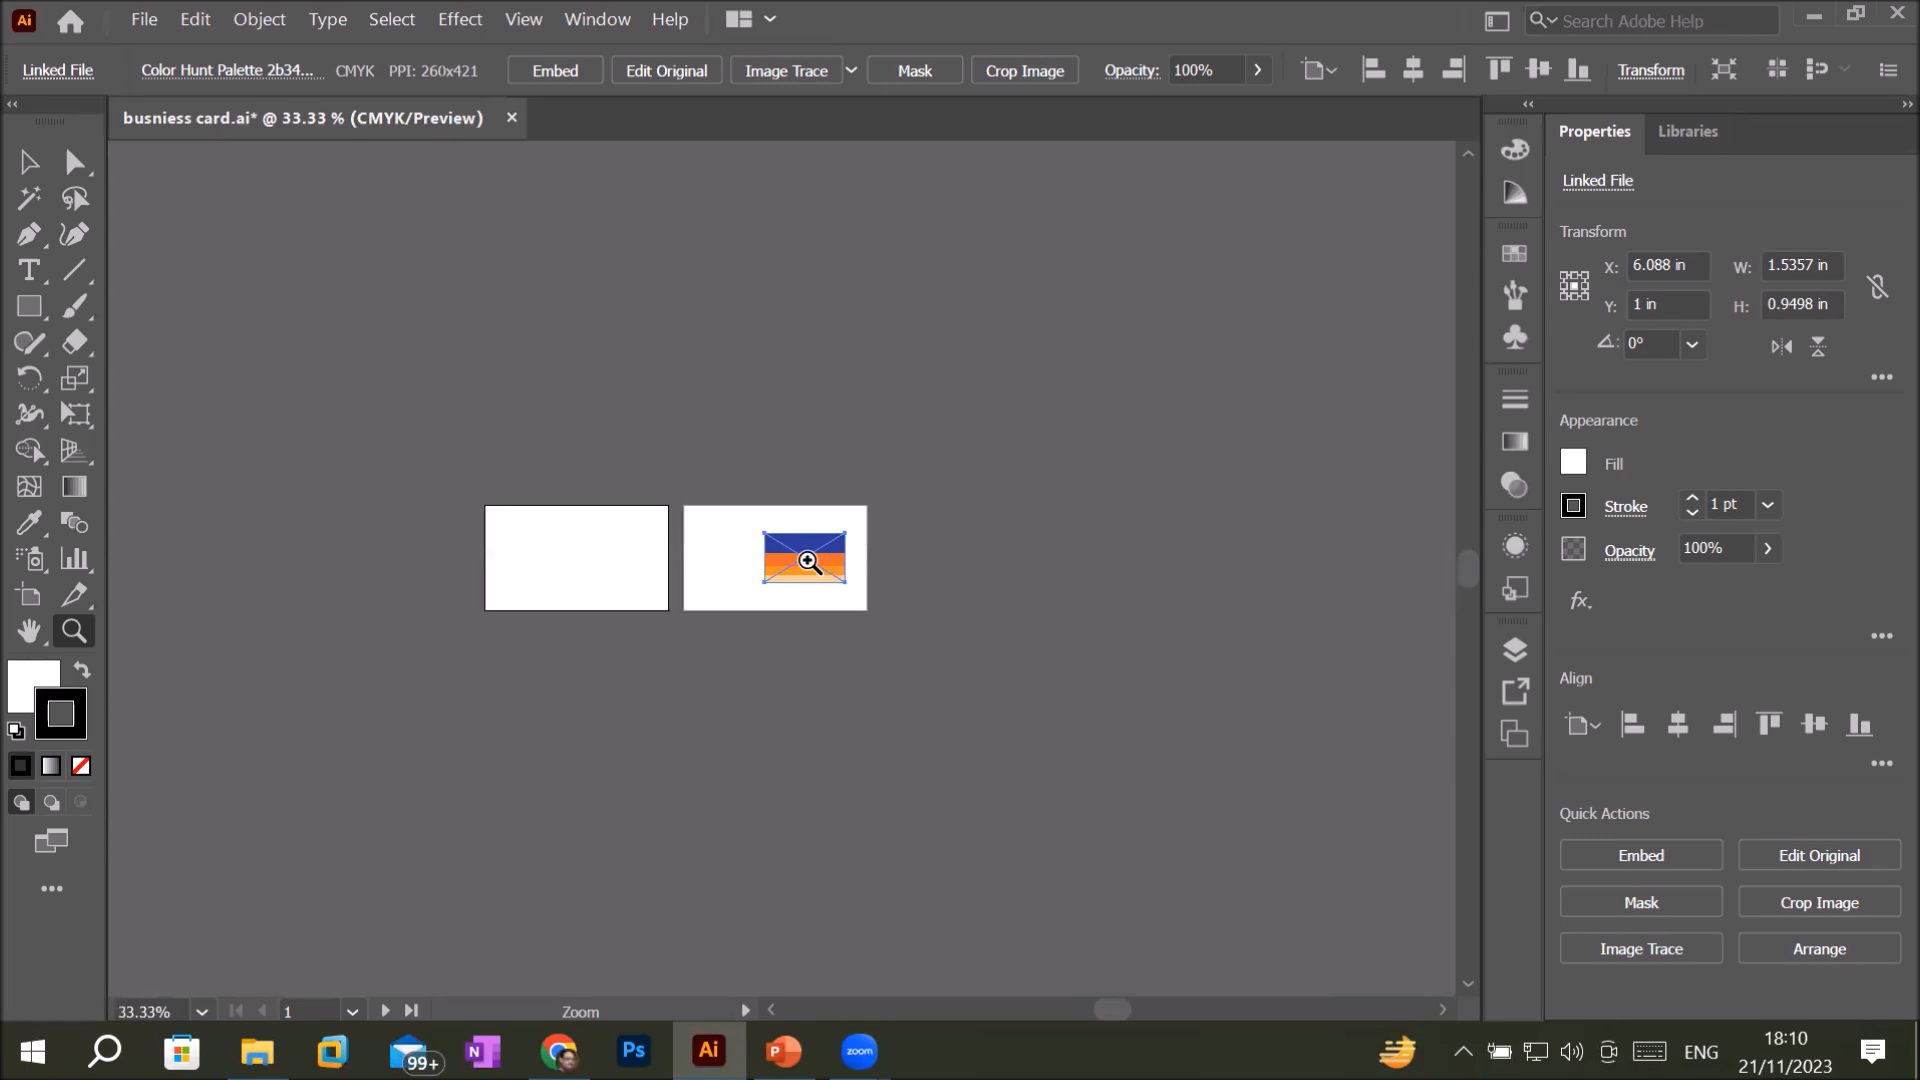 Ai File Edit Object Type Select Effect View Window Help Search Adobe Help
Linked File Color Hunt Palette 2b34... CMYK PPI: 260x421 Embed Edit Original Image Trace Mask Crop Image Opacity: 100% Transform
busniess card.ai* @ 33.33 % (CMYK/Preview)
Properties Libraries
Linked File
Transform
X: 6.088 in W: 1.5357 in
Y: 1 in H: 0.9498 in
0°
Appearance
Fill
Stroke 1 pt
Opacity 100%
fx
Align
Quick Actions
Embed Edit Original
Mask Crop Image
Image Trace Arrange
33.33% 1 Zoom
99+ N Ps Ai P zoom ENG 18:10
21/11/2023